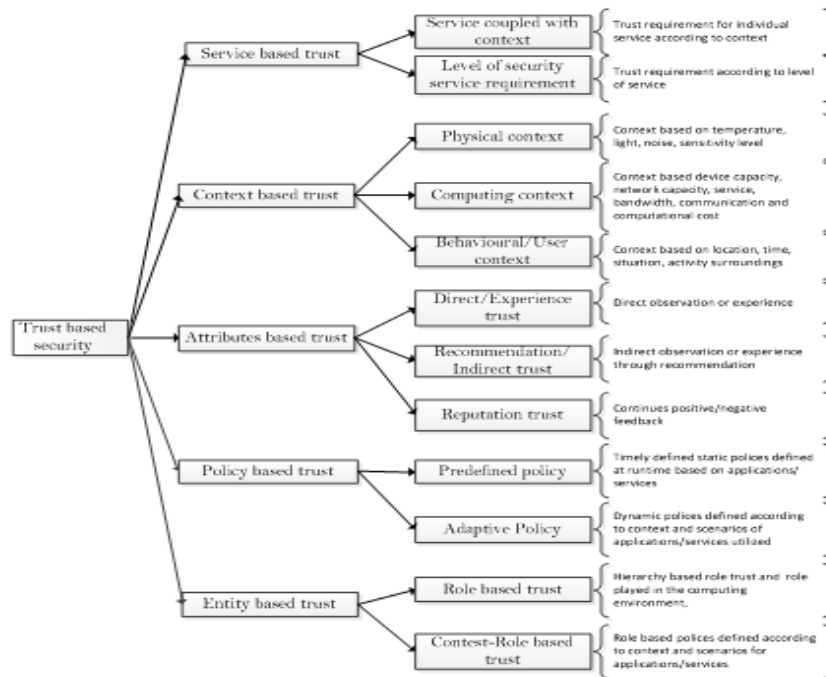 Service coupled with
context
Trust requirement for individual
service according to context
Service based trust
Level of security
service requirement
Trust requirement according to level
of service
Physical context
Context based on temperature,
light, noise, sensitivity level
Context based trust
Computing context
Context based device capacity,
network capacity, service,
bandwidth, communication and
computational cost
Behavioural/User
context
Context based on location, time,
situation, activity surroundings
Direct/Experience
trust
Direct observation or experience
Trust based
security
Attributes based trust
Recommendation/
Indirect trust
Indirect observation or experience
through recommendation
Reputation trust
Continues positive/negative
feedback
Policy based trust
Predefined policy
Timely defined static polices defined
at runtime based on applications/
services
Adaptive Policy
Dynamic polices defined according
to context and scenarios of
applications/services utilized
Entity based trust
Role based trust
Hierarchy based role trust and role
played in the computing
environment,
Contest-Role based
trust
Role based polices defined according
to context and scenarios for
applications/services